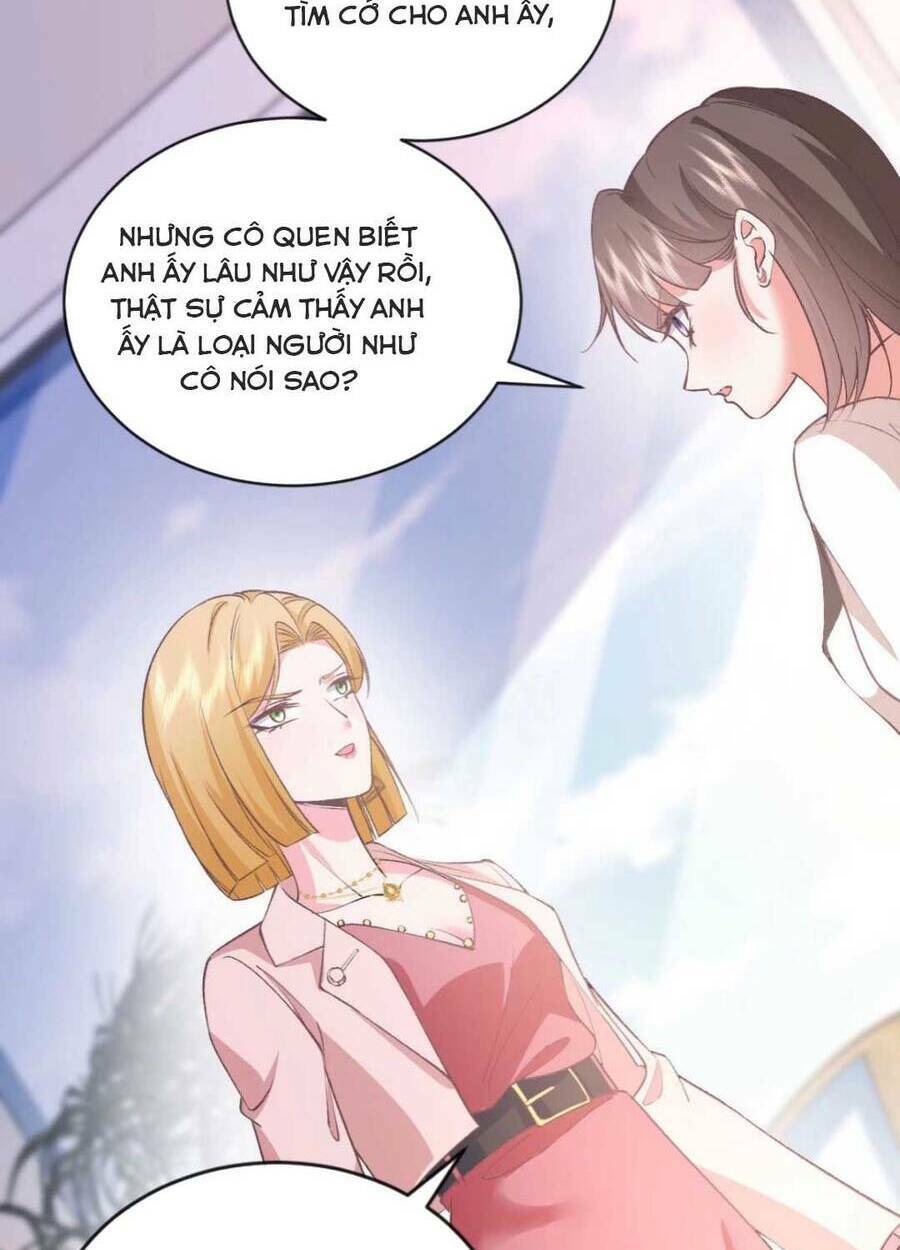 TÌM CỚ CHO ANH ẤY,
NHƯNG CÔ QUEN BIẾT
ANH ẤY LÂU NHƯ VẬY RỒI,
THẬT SỰ CẢM THẤY ANH
ẤY LÀ LOẠI NGƯỜI NHƯ
CÔ NÓI SAO?